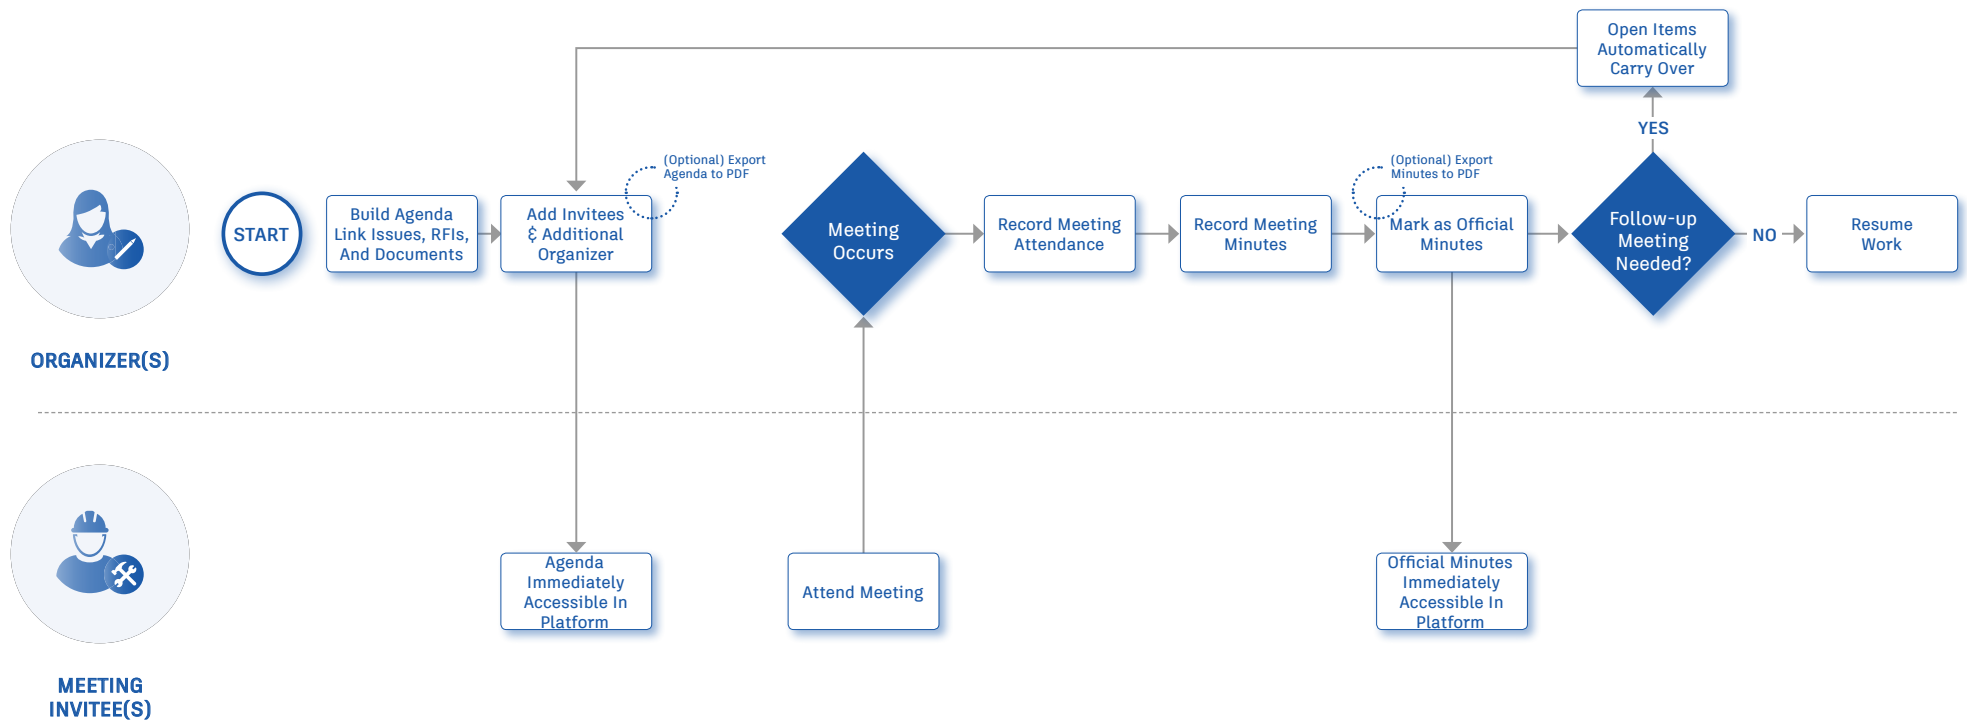 Open Items
Automatically
Carry Over
YES
(Optional) Export
Agenda to PDF
(Optional) Export
Minutes to PDF
START
Build Agenda
Link Issues, RFIs,
And Documents
Add Invitees
& Additional
Organizer
Meeting
Occurs
Record Meeting
Attendance
Record Meeting
Minutes
Mark as Official
Minutes
Follow-up
Meeting
Needed?
NO
Resume
Work
ORGANIZER(S)
Agenda
Immediately
Accessible In
Platform
Attend Meeting
Official Minutes
Immediately
Accessible In
Platform
MEETING
INVITEE(S)